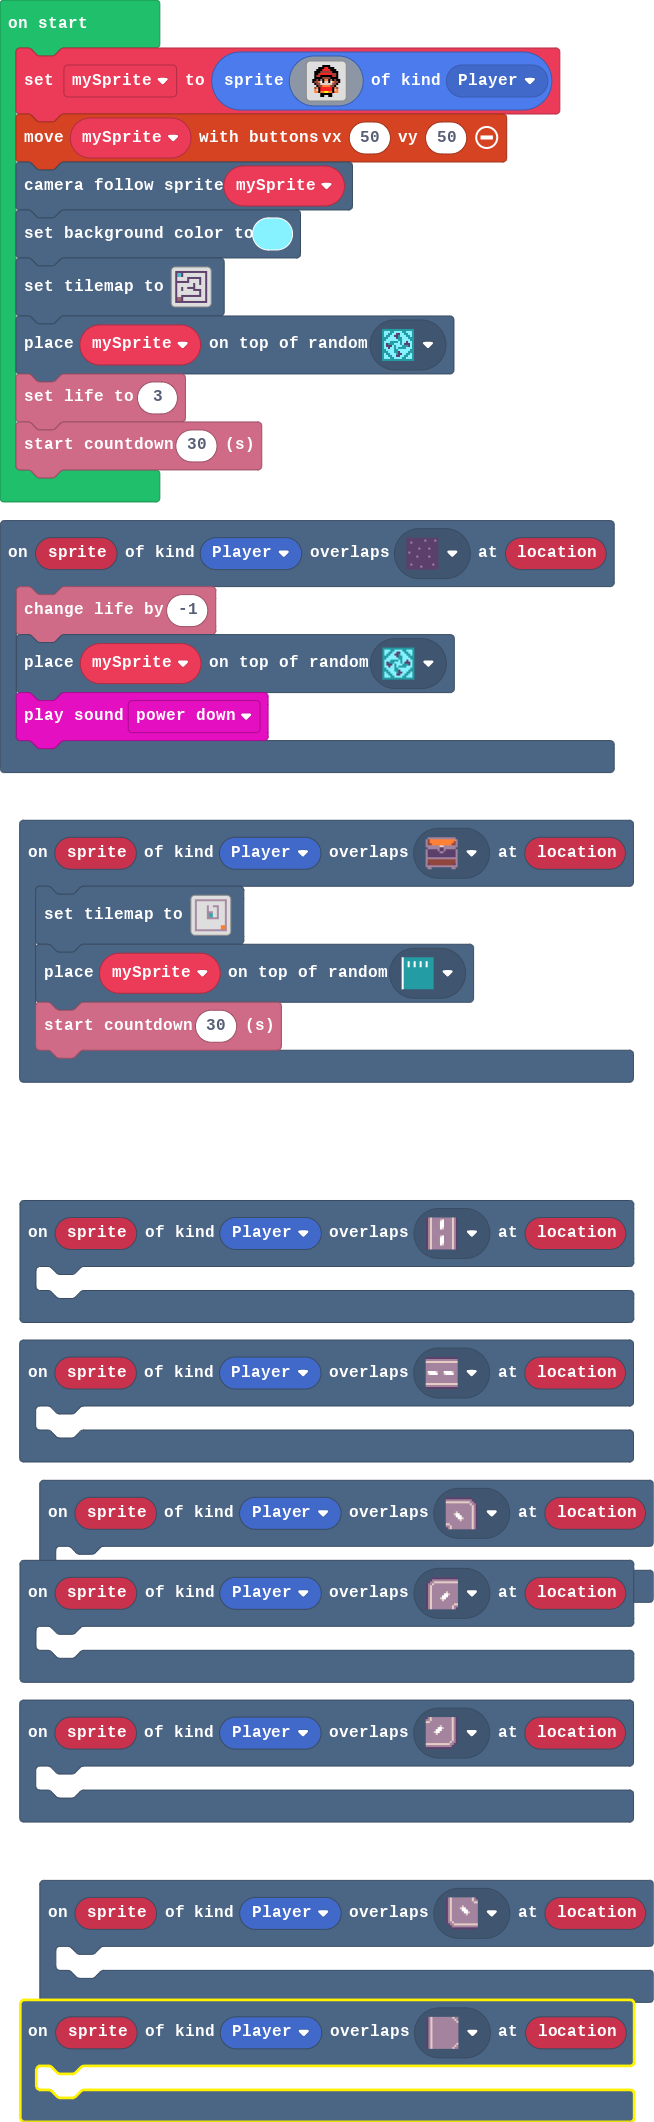 on start
set mySprite to sprite of kind Player
move mySprite with buttons vx 50 vy 50
camera follow sprite mySprite
set background color to
set tilemap to
place mySprite on top of random
set life to 3
start countdown 30 (s)
on sprite of kind Player overlaps at location
change life by -1
place mySprite on top of random
play sound power down
on sprite of kind Player overlaps at location
set tilemap to
place mySprite on top of random
start countdown 30 (s)
on sprite of kind Player overlaps at location
on sprite of kind Player overlaps at location
on sprite of kind Player overlaps at location
on sprite of kind Player overlaps at location
on sprite of kind Player overlaps at location
on sprite of kind Player overlaps at location
on sprite of kind Player overlaps at location